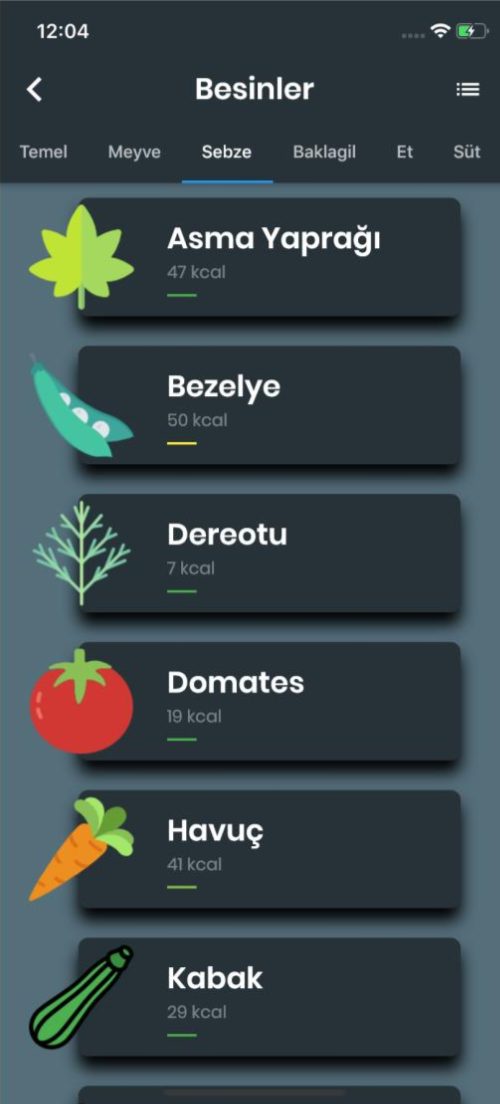 12:04
Besinler
Temel Meyve Sebze Baklagil Et Süt
Asma Yaprağı
47 kcal
Bezelye
50 kcal
Dereotu
7 kcal
Domates
19 kcal
Havuç
41 kcal
Kabak
29 kcal